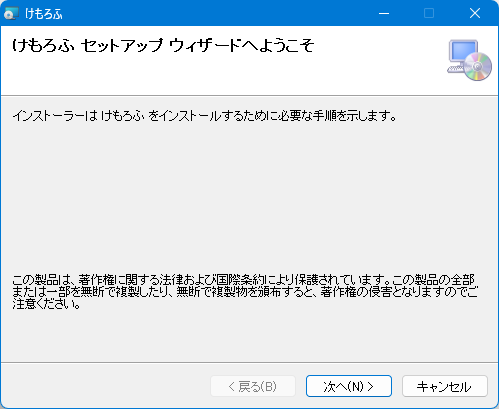 けもろふ
けもろふ セットアップ ウィザードへようこそ
インストーラーは けもろふ をインストールするために必要な手順を示します。
この製品は、著作権に関する法律および国際条約により保護されています。この製品の全部
または一部を無断で複製したり、無断で複製物を頒布すると、著作権の侵害となりますのでご
注意ください。
< 戻る(B)
次へ(N) >
キャンセル